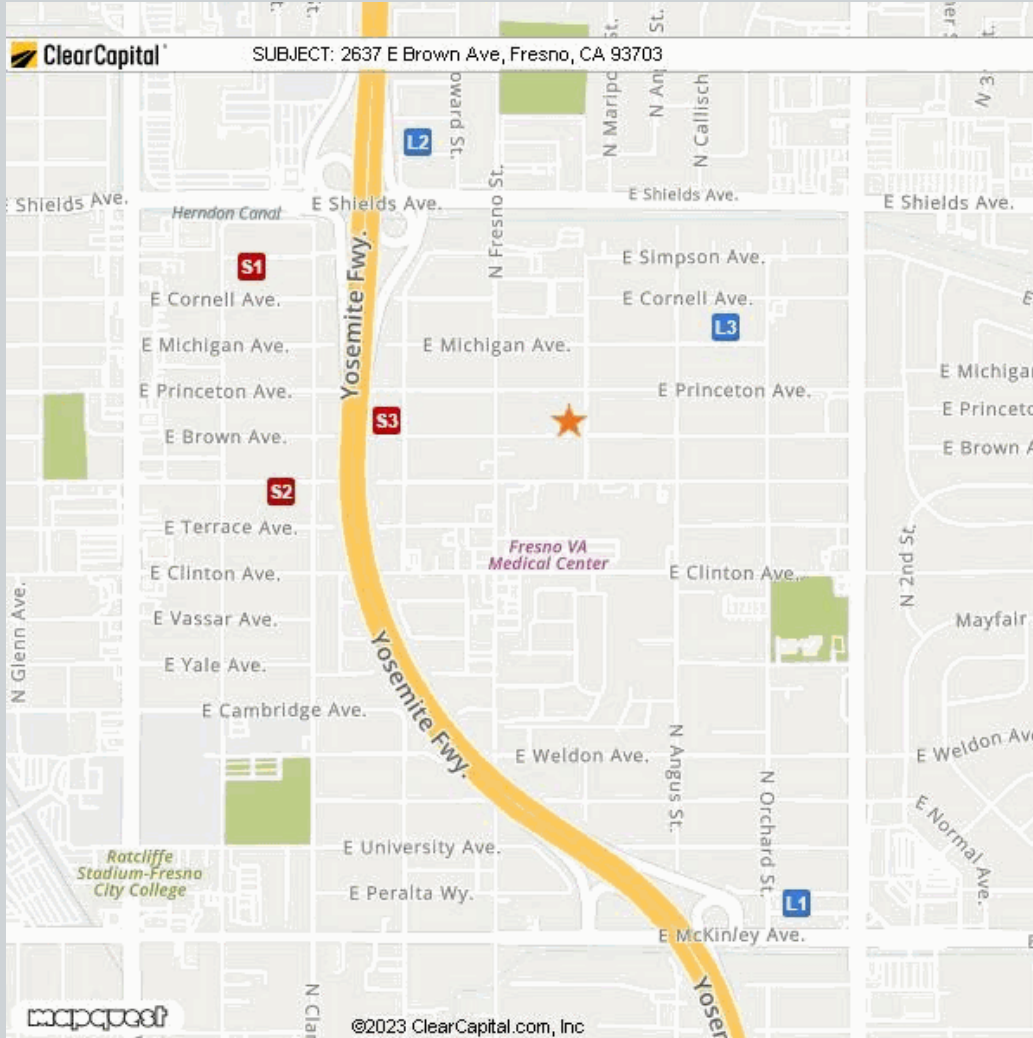 ClearCapital
SUBJECT: 2637 E Brown Ave, Fresno, CA 93703
L2
N Fresno St.
E Shields Ave.
E Shields Ave.
E Shields Ave.
E Shields Ave.
Herndon Canal
Yosemite Fwy.
S1
E Simpson Ave.
E Cornell Ave.
E Cornell Ave.
L3
E Michigan Ave.
E Michigan Ave.
E Princeton Ave.
E Princeton Ave.
S3
E Brown Ave.
S2
E Terrace Ave.
Fresno VA
Medical Center
E Clinton Ave.
E Clinton Ave.
N 2nd St.
N Glenn Ave.
E Vassar Ave.
Mayfair
E Yale Ave.
Yosemite Fwy.
E Cambridge Ave.
E Weldon Ave.
N Angus St.
N Orchard St.
E Normal Ave.
E University Ave.
Ratcliffe
Stadium-Fresno
City College
E Peralta Wy.
L1
E McKinley Ave.
mapquest
©2023 ClearCapital.com, Inc